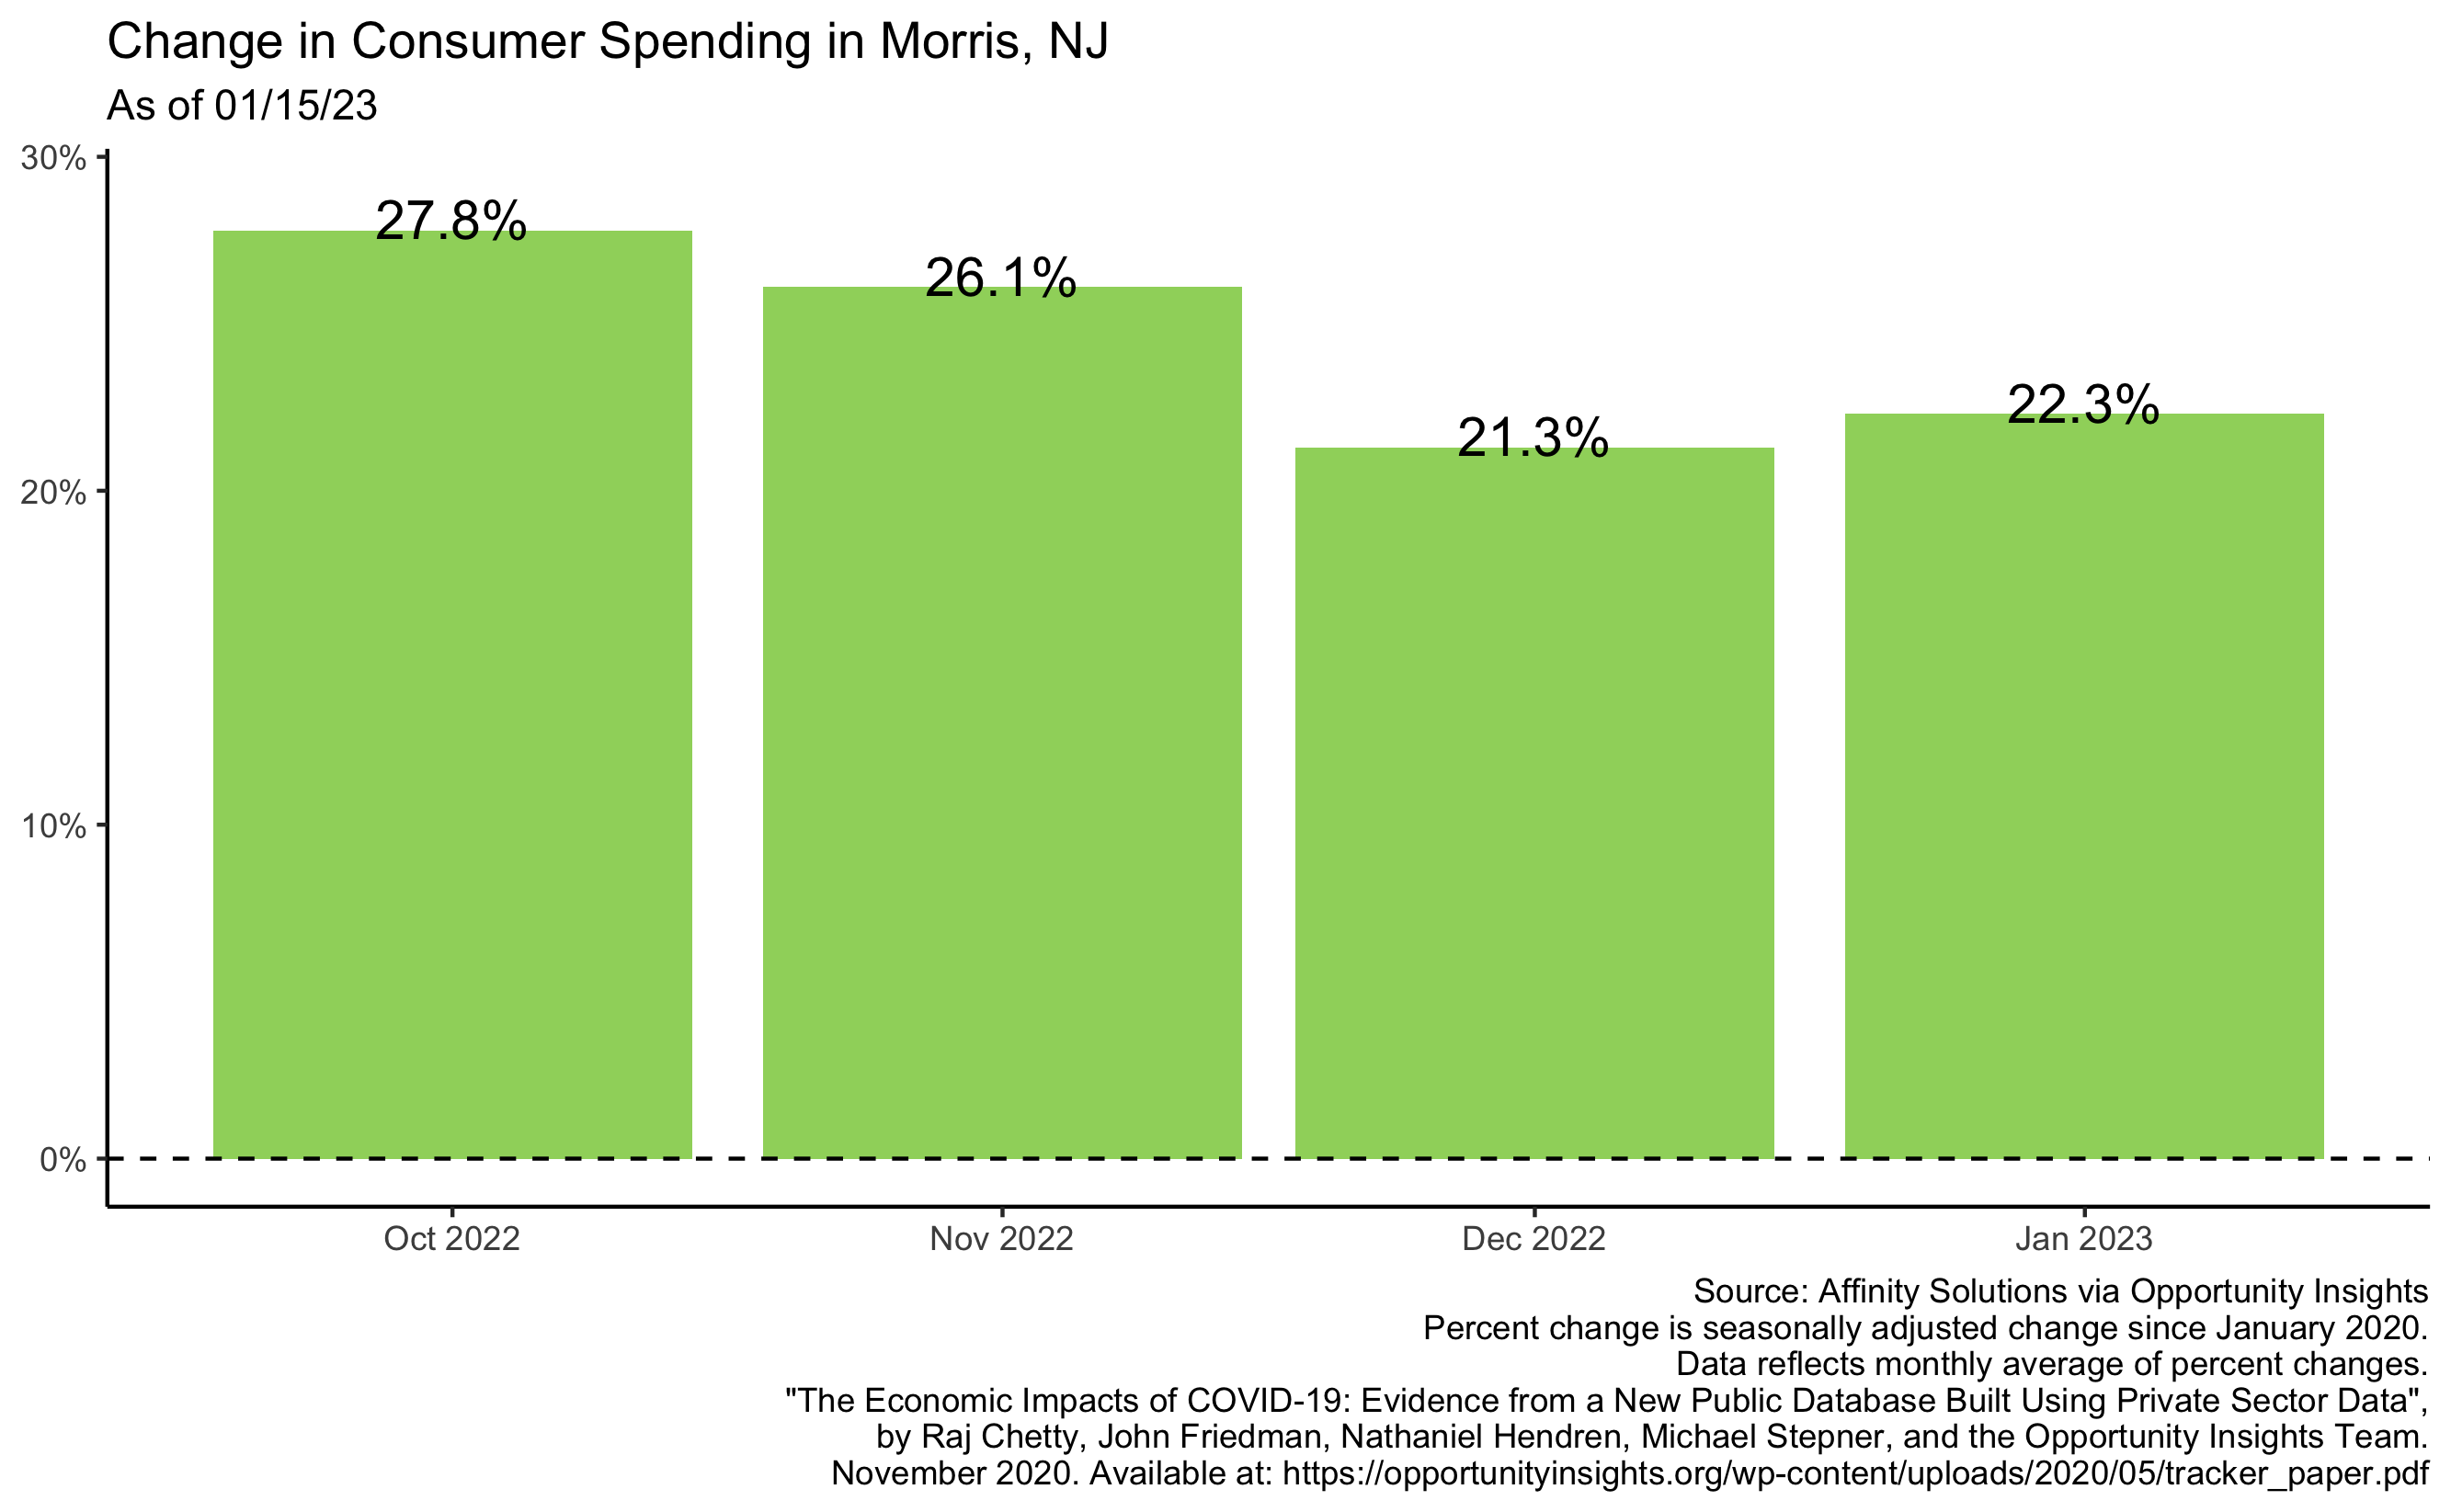 Change in Consumer Spending in Morris, NJ
As of 01/15/23
30%
20%
10%
0%
27.8%
26.1%
21.3%
22.3%
Oct 2022
Nov 2022
Dec 2022
Jan 2023
Source: Affinity Solutions via Opportunity Insights
Percent change is seasonally adjusted change since January 2020.
Data reflects monthly average of percent changes.
"The Economic Impacts of COVID-19: Evidence from a New Public Database Built Using Private Sector Data",
by Raj Chetty, John Friedman, Nathaniel Hendren, Michael Stepner, and the Opportunity Insights Team.
November 2020. Available at: https://opportunityinsights.org/wp-content/uploads/2020/05/tracker_paper.pdf